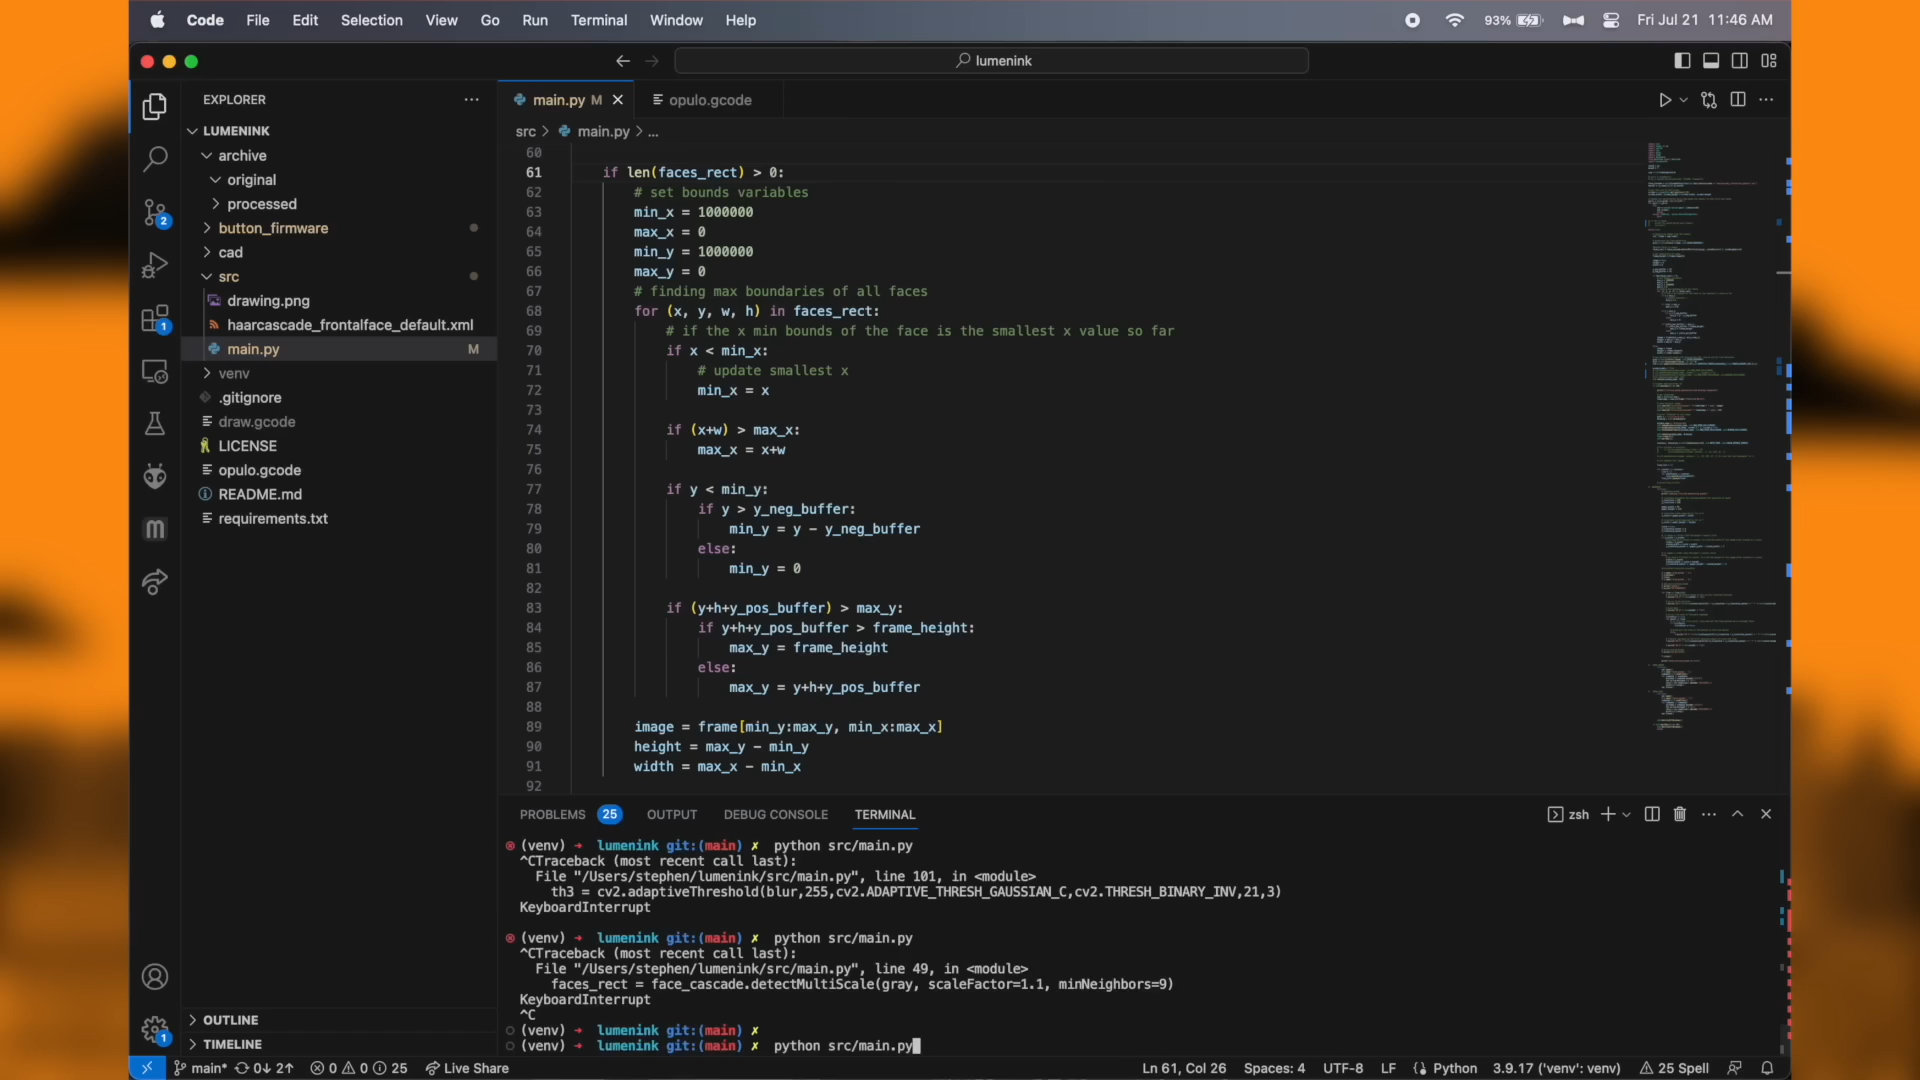 Code File Edit Selection View Go Run Terminal Window Help 93% Fri Jul 21 11:46 AM
lumenink
EXPLORER
LUMENINK
archive
original
processed
button_firmware
cad
src
drawing.png
haarcascade_frontalface_default.xml
main.py M
venv
.gitignore
draw.gcode
LICENSE
opulo.gcode
README.md
requirements.txt
OUTLINE
TIMELINE
2
1
1
main.py M opulo.gcode
src > main.py > ...
60
61 if len(faces_rect) > 0:
62 # set bounds variables
63 min_x = 1000000
64 max_x = 0
65 min_y = 1000000
66 max_y = 0
67 # finding max boundaries of all faces
68 for (x, y, w, h) in faces_rect:
69 # if the x min bounds of the face is the smallest x value so far
70 if x < min_x:
71 # update smallest x
72 min_x = x
73
74 if (x+w) > max_x:
75 max_x = x+w
76
77 if y < min_y:
78 if y > y_neg_buffer:
79 min_y = y - y_neg_buffer
80 else:
81 min_y = 0
82
83 if (y+h+y_pos_buffer) > max_y:
84 if y+h+y_pos_buffer > frame_height:
85 max_y = frame_height
86 else:
87 max_y = y+h+y_pos_buffer
88
89 image = frame[min_y:max_y, min_x:max_x]
90 height = max_y - min_y
91 width = max_x - min_x
92
PROBLEMS 25 OUTPUT DEBUG CONSOLE TERMINAL zsh
(venv) → lumenink git:(main) ✗ python src/main.py
^CTraceback (most recent call last):
File "/Users/stephen/lumenink/src/main.py", line 101, in <module>
th3 = cv2.adaptiveThreshold(blur,255,cv2.ADAPTIVE_THRESH_GAUSSIAN_C,cv2.THRESH_BINARY_INV,21,3)
KeyboardInterrupt
(venv) → lumenink git:(main) ✗ python src/main.py
^CTraceback (most recent call last):
File "/Users/stephen/lumenink/src/main.py", line 49, in <module>
faces_rect = face_cascade.detectMultiScale(gray, scaleFactor=1.1, minNeighbors=9)
KeyboardInterrupt
^C
(venv) → lumenink git:(main) ✗
(venv) → lumenink git:(main) ✗ python src/main.py
main* 0↓ 2↑ 0 0 25 Live Share Ln 61, Col 26 Spaces: 4 UTF-8 LF Python 3.9.17 ('venv': venv) 25 Spell